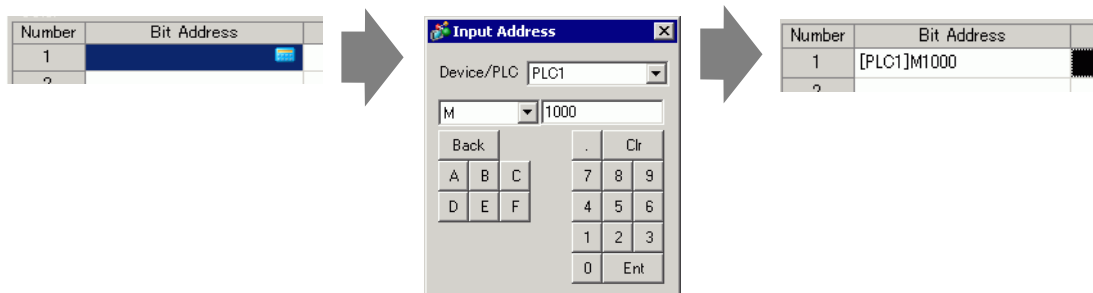 Number Bit Address
1
Input Address
Device/PLC PLC1
M 1000
Back . Clr
A B C 7 8 9
D E F 4 5 6
1 2 3
0 Ent
Number Bit Address
1 [PLC1]M1000